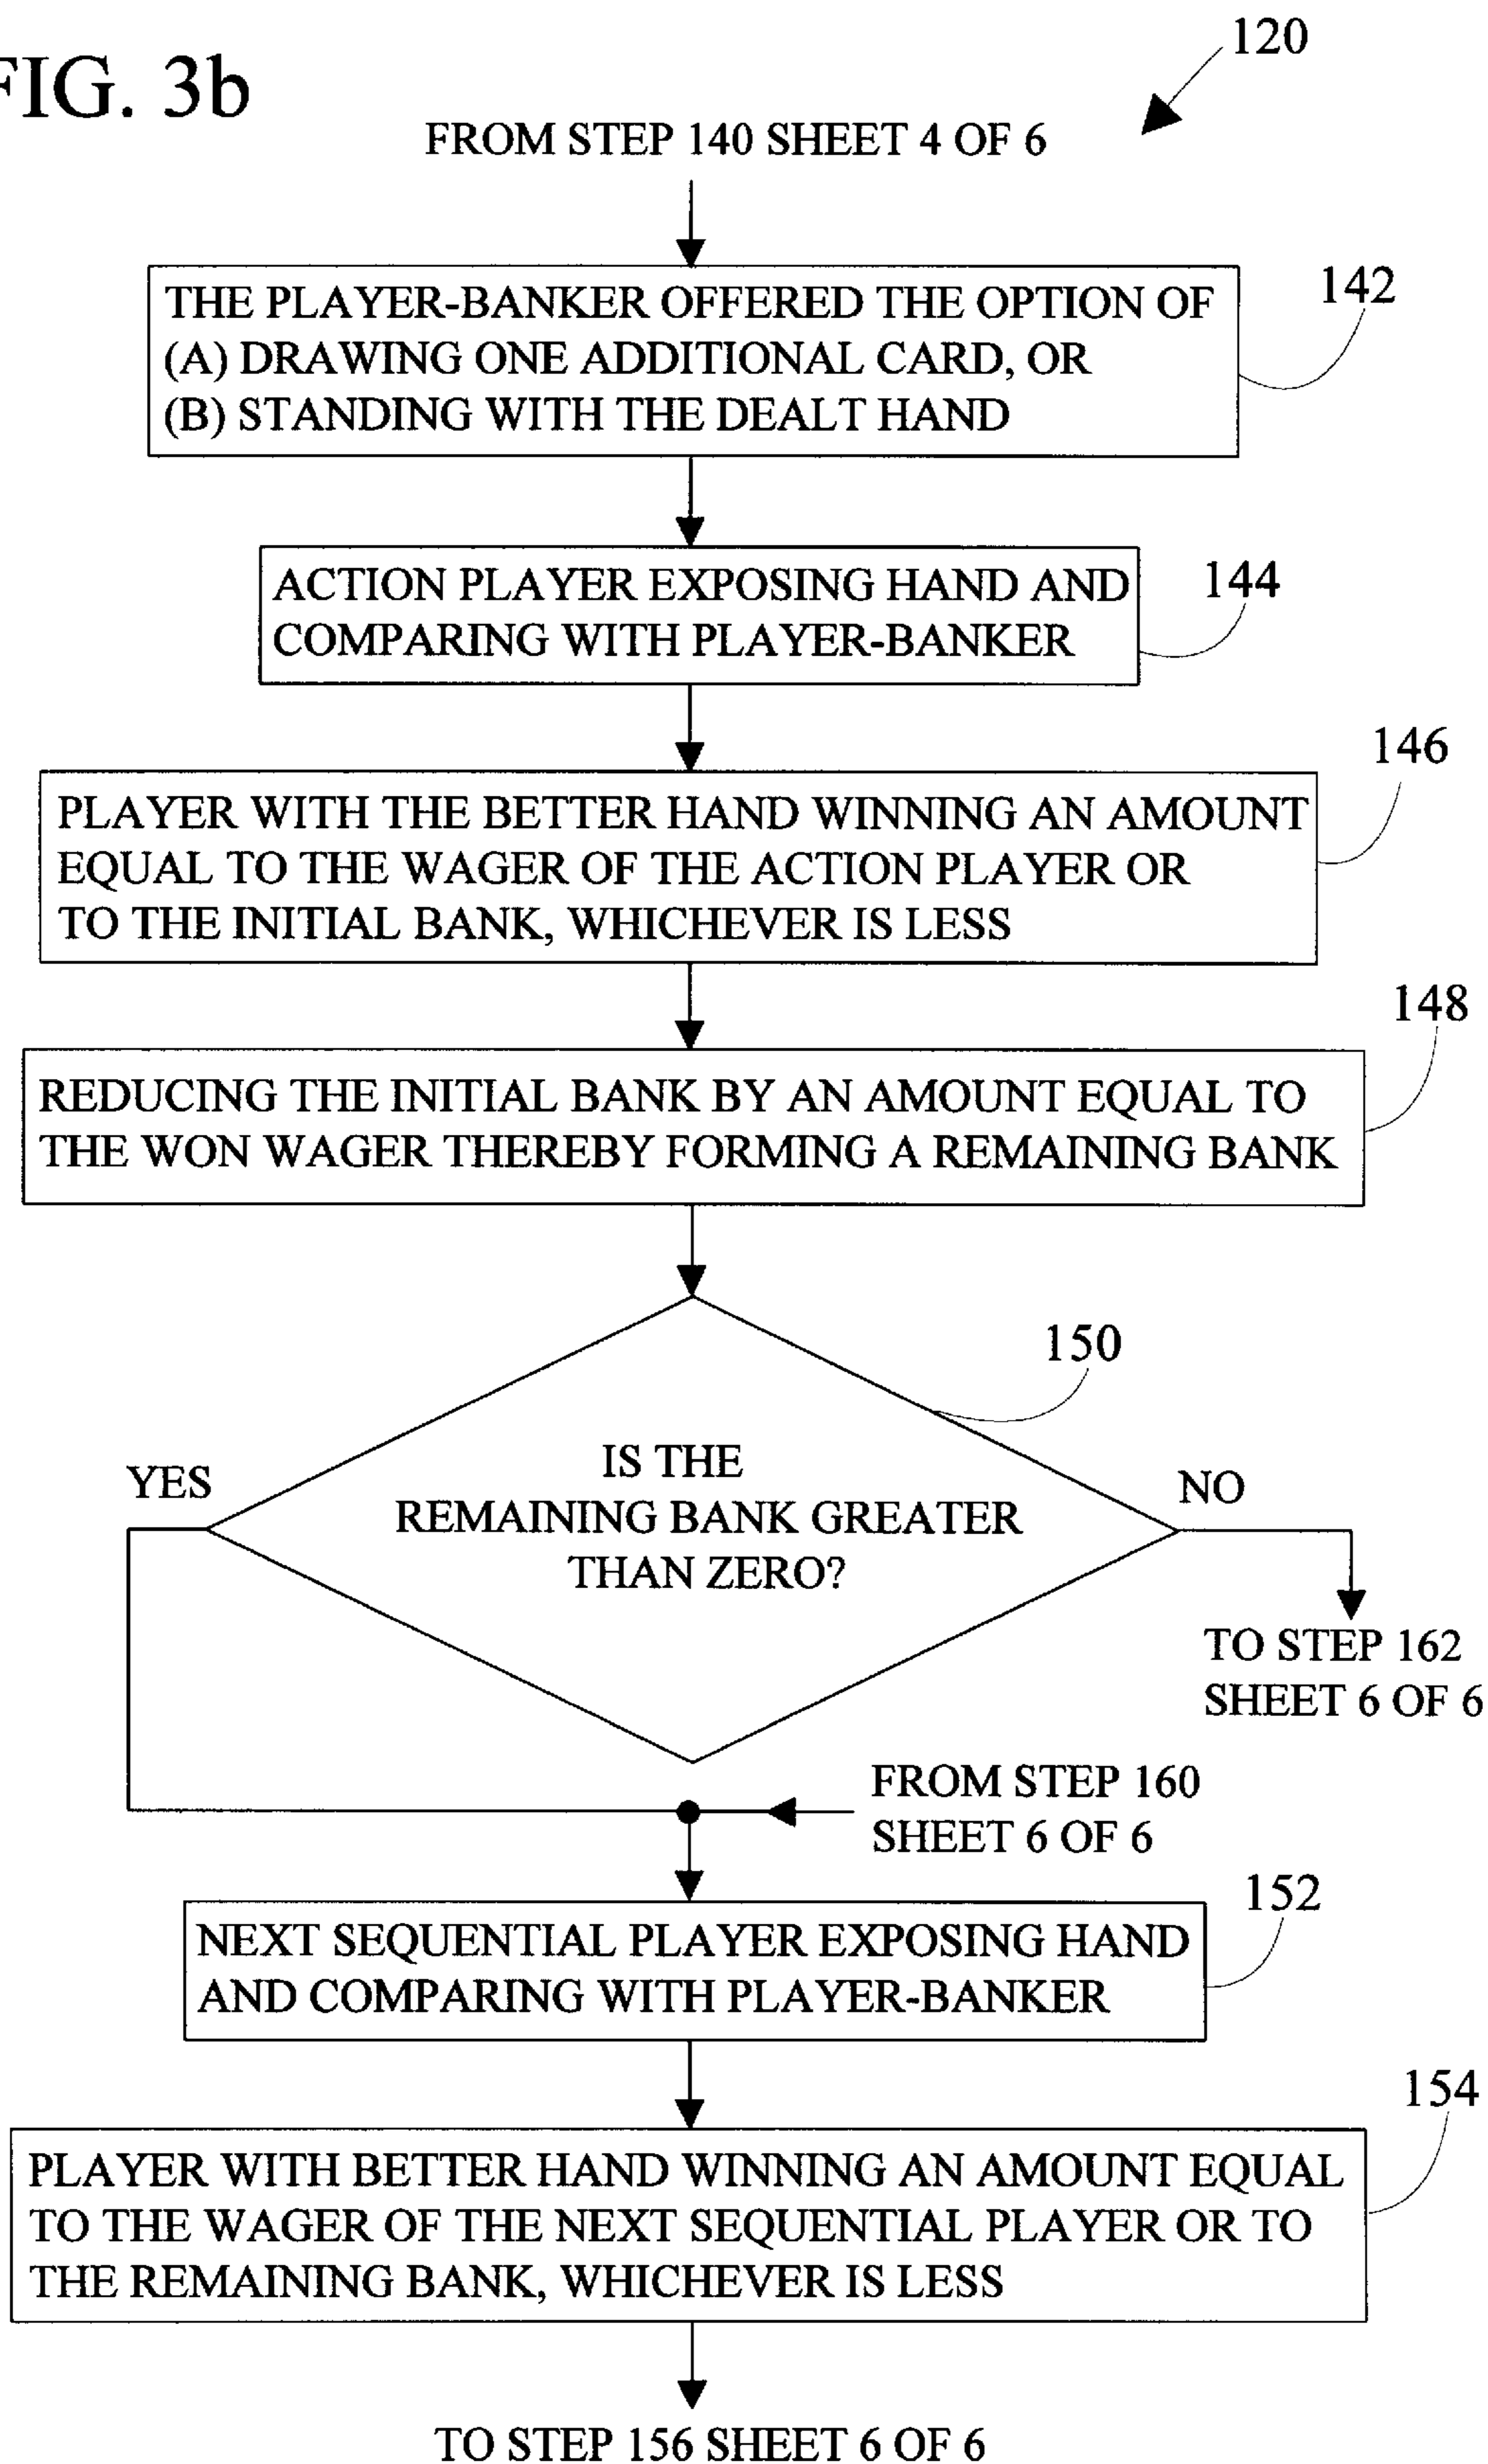 FIG. 3b
120
FROM STEP 140 SHEET 4 OF 6
THE PLAYER-BANKER OFFERED THE OPTION OF
(A) DRAWING ONE ADDITIONAL CARD, OR
(B) STANDING WITH THE DEALT HAND
142
ACTION PLAYER EXPOSING HAND AND
COMPARING WITH PLAYER-BANKER
144
PLAYER WITH THE BETTER HAND WINNING AN AMOUNT
EQUAL TO THE WAGER OF THE ACTION PLAYER OR
TO THE INITIAL BANK, WHICHEVER IS LESS
146
REDUCING THE INITIAL BANK BY AN AMOUNT EQUAL TO
THE WON WAGER THEREBY FORMING A REMAINING BANK
148
IS THE
REMAINING BANK GREATER
THAN ZERO?
150
YES
NO
TO STEP 162
SHEET 6 OF 6
FROM STEP 160
SHEET 6 OF 6
NEXT SEQUENTIAL PLAYER EXPOSING HAND
AND COMPARING WITH PLAYER-BANKER
152
PLAYER WITH BETTER HAND WINNING AN AMOUNT EQUAL
TO THE WAGER OF THE NEXT SEQUENTIAL PLAYER OR TO
THE REMAINING BANK, WHICHEVER IS LESS
154
TO STEP 156 SHEET 6 OF 6